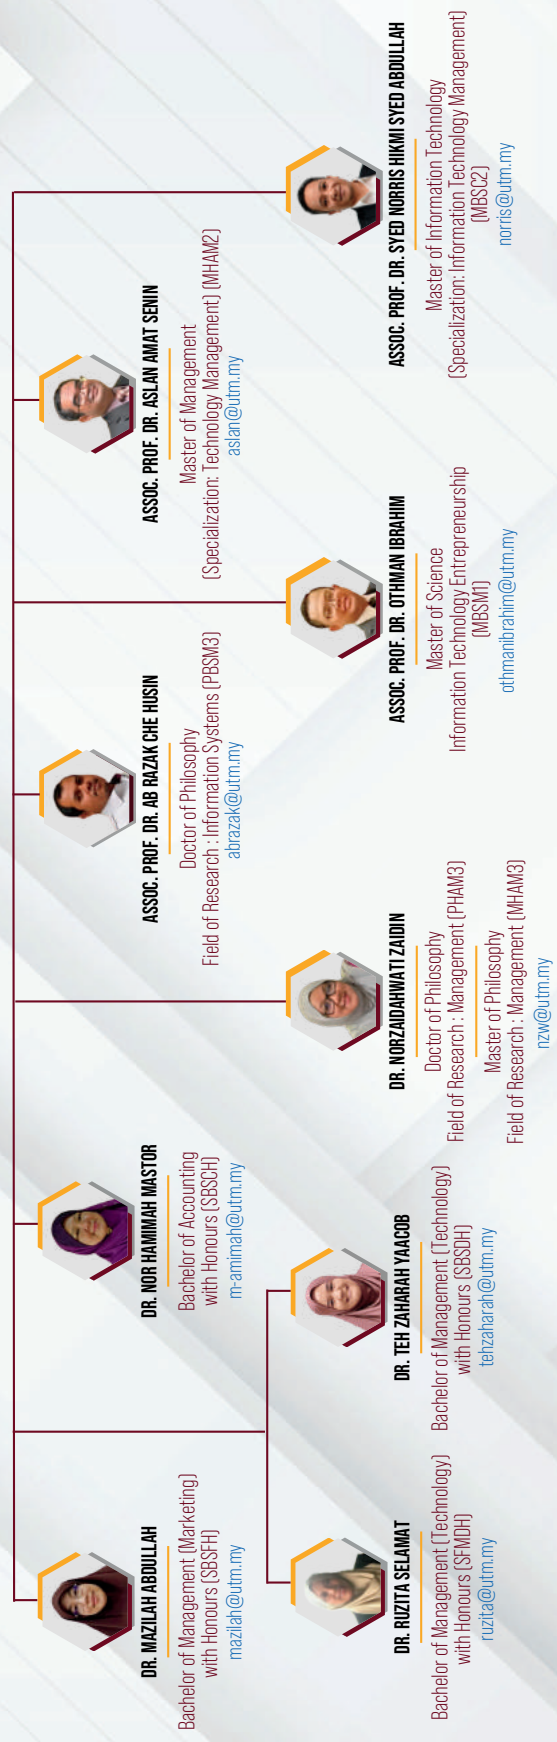 DR. MAZILAH ABDULLAH
Bachelor of Management (Marketing)
with Honours (SBSFH)
mazilah@utm.my
DR. NOR HAMIMAH MASTOR
Bachelor of Accounting
with Honours (SBSCH)
m-amimah@utm.my
ASSOC. PROF. DR. AB RAZAK CHE HUSIN
Doctor of Philosophy
Field of Research : Information Systems (PBSM3)
abrazak@utm.my
ASSOC. PROF. DR. ASLAN AMAT SENIN
Master of Management
(Specialization: Technology Management) (MHAM2)
aslan@utm.my
DR. RUZITA SELAMAT
Bachelor of Management (Technology)
with Honours (SFMDH)
ruzita@utm.my
DR. TEH ZAHARAH YAACOB
Bachelor of Management (Technology)
with Honours (SBSDH)
tehzaharah@utm.my
DR. NORZAIDAHWATI ZAIDIN
Doctor of Philosophy
Field of Research : Management (PHAM3)
Master of Philosophy
Field of Research : Management (MHAM3)
nzw@utm.my
ASSOC. PROF. DR. OTHMAN IBRAHIM
Master of Science
Information Technology Entrepreneurship
(MBSM1)
othmanibrahim@utm.my
ASSOC. PROF. DR. SYED NORRIS HIKMI SYED ABDULLAH
Master of Information Technology
(Specialization: Information Technology Management)
(MBSC2)
norris@utm.my